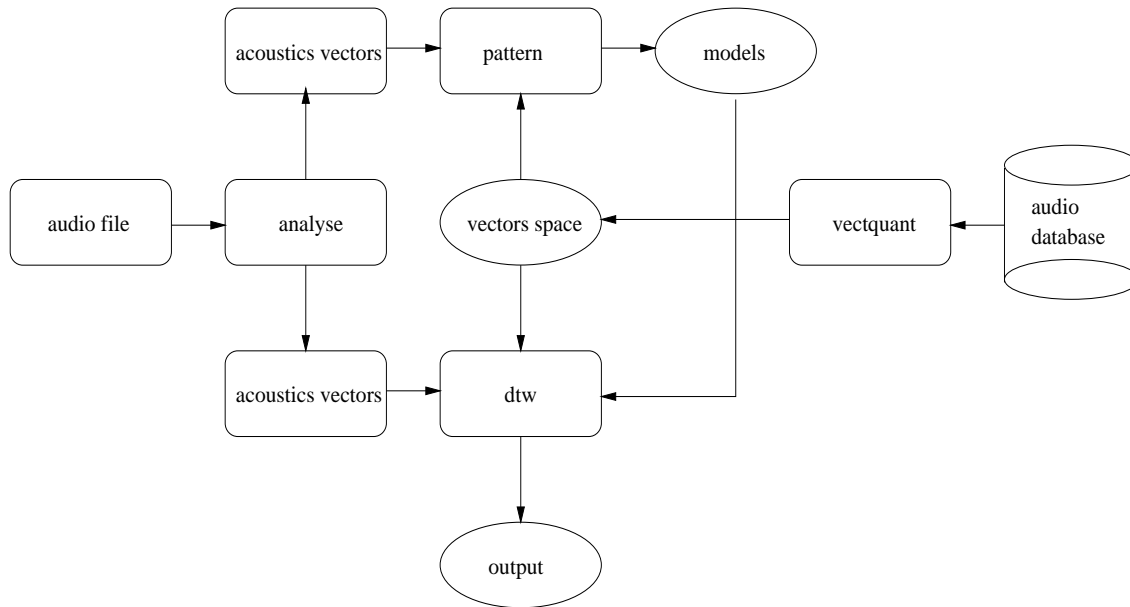 acoustics vectors
pattern
models
audio file
analyse
vectors space
vectquant
audio
database
acoustics vectors
dtw
output